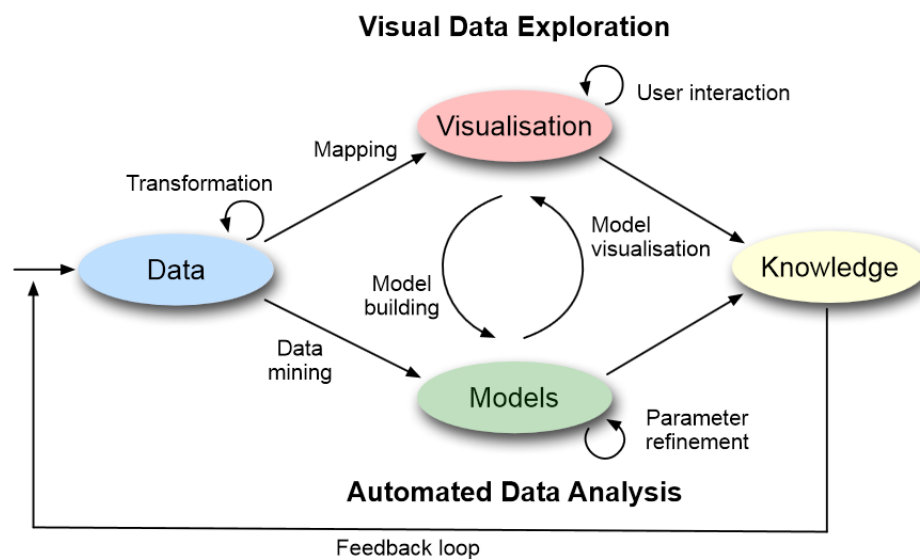 Visual Data Exploration
User interaction
Visualisation
Mapping
Transformation
Model
visualisation
Data
Knowledge
Model
building
Data
mining
Models
Parameter
refinement
Automated Data Analysis
Feedback loop